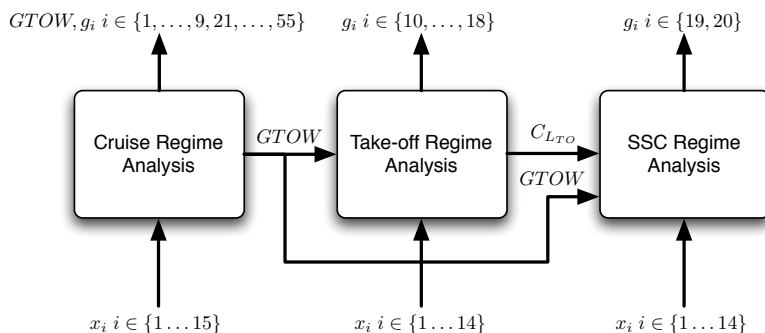 GTOW, g_i i ∈ {1, . . . , 9, 21, . . . , 55}
g_i i ∈ {10, . . . , 18}
g_i i ∈ {19, 20}
Cruise Regime
Analysis
GTOW
Take-off Regime
Analysis
C_{L_{TO}}
GTOW
SSC Regime
Analysis
x_i i ∈ {1 . . . 15}
x_i i ∈ {1 . . . 14}
x_i i ∈ {1 . . . 14}